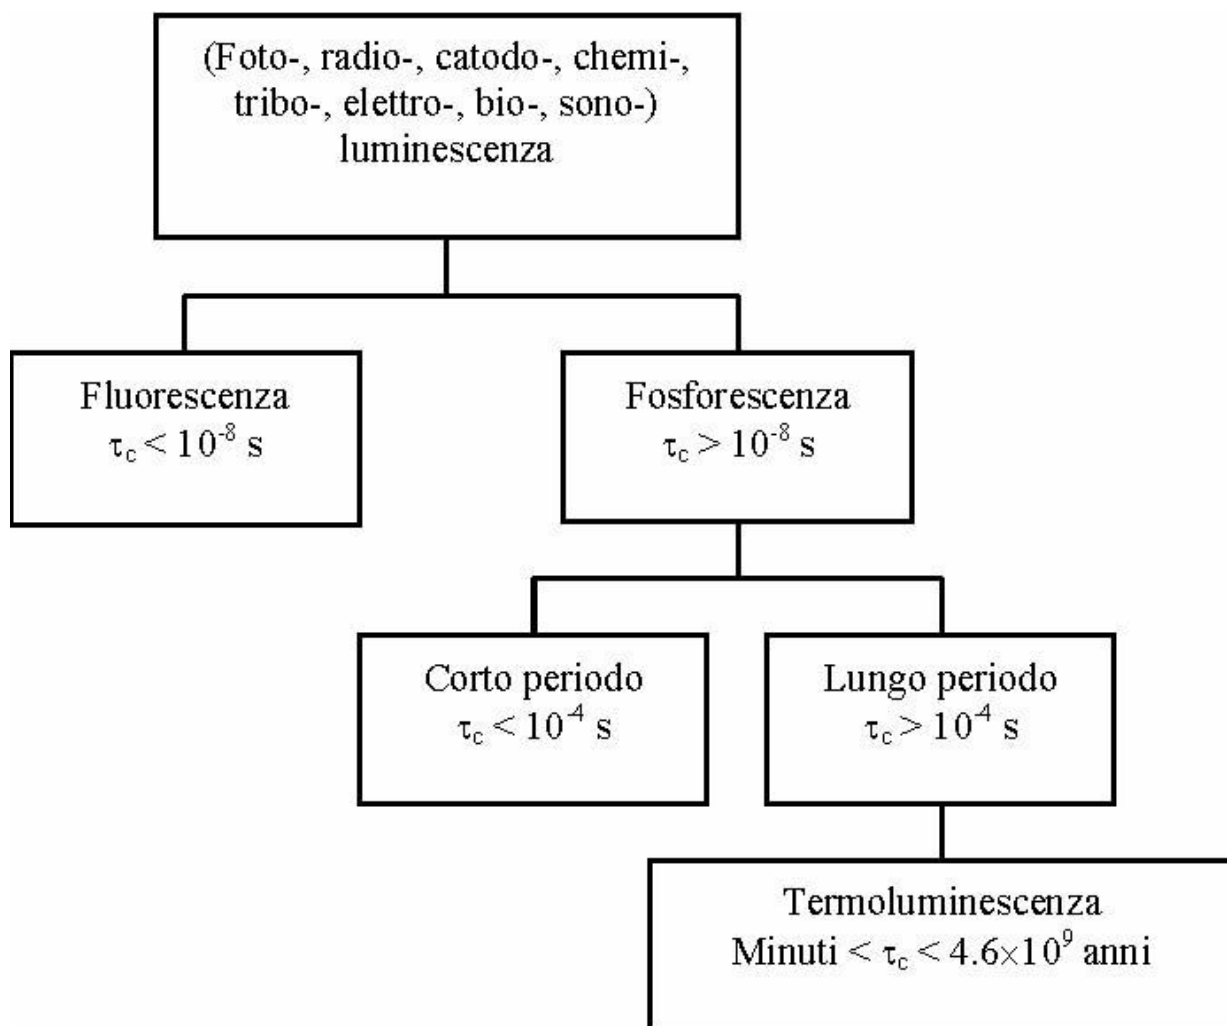 (Foto-, radio-, catodo-, chemi-,
tribo-, elettro-, bio-, sono-)
luminescenza
Fluorescenza
τc < 10⁻⁸ s
Fosforescenza
τc > 10⁻⁸ s
Corto periodo
τc < 10⁻⁴ s
Lungo periodo
τc > 10⁻⁴ s
Termoluminescenza
Minuti < τc < 4.6×10⁹ anni